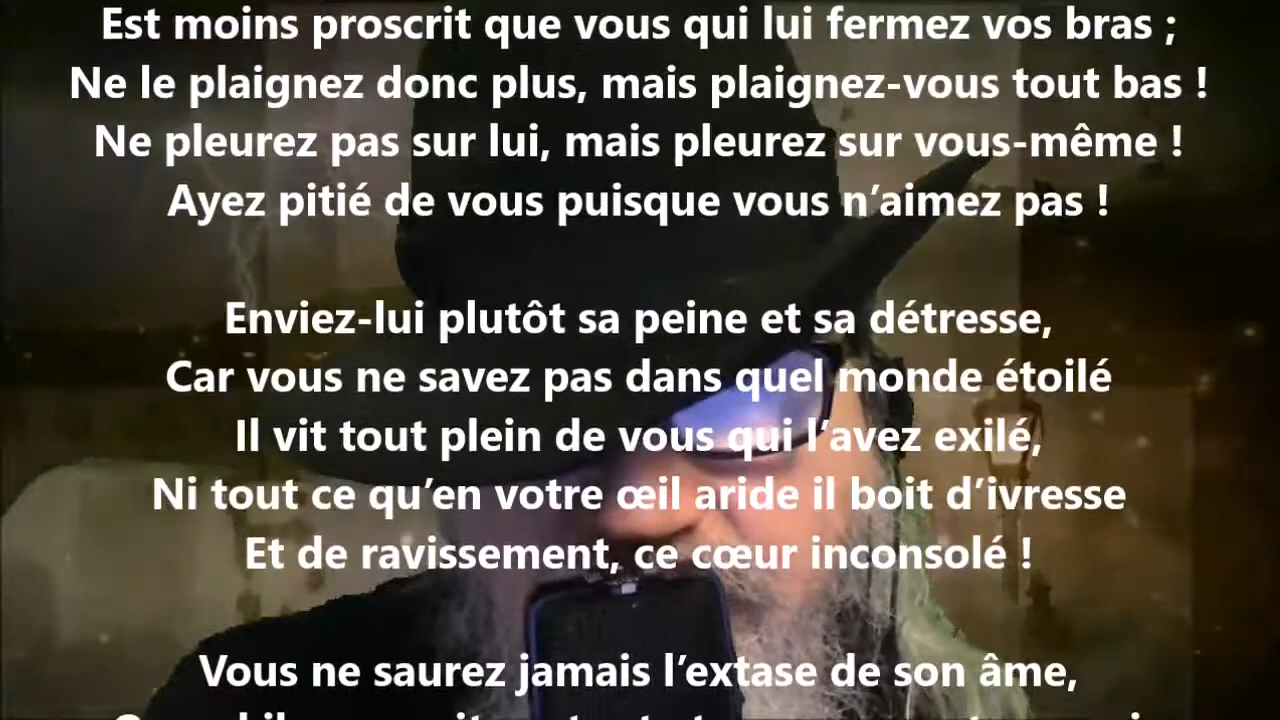 Est moins proscrit que vous qui lui fermez vos bras ;
Ne le plaignez donc plus, mais plaignez-vous tout bas !
Ne pleurez pas sur lui, mais pleurez sur vous-même !
Ayez pitié de vous puisque vous n’aimez pas !
Enviez-lui plutôt sa peine et sa détresse,
Car vous ne savez pas dans quel monde étoilé
Il vit tout plein de vous qui l’avez exilé,
Ni tout ce qu’en votre œil aride il boit d’ivresse
Et de ravissement, ce cœur inconsolé !
Vous ne saurez jamais l’extase de son âme,